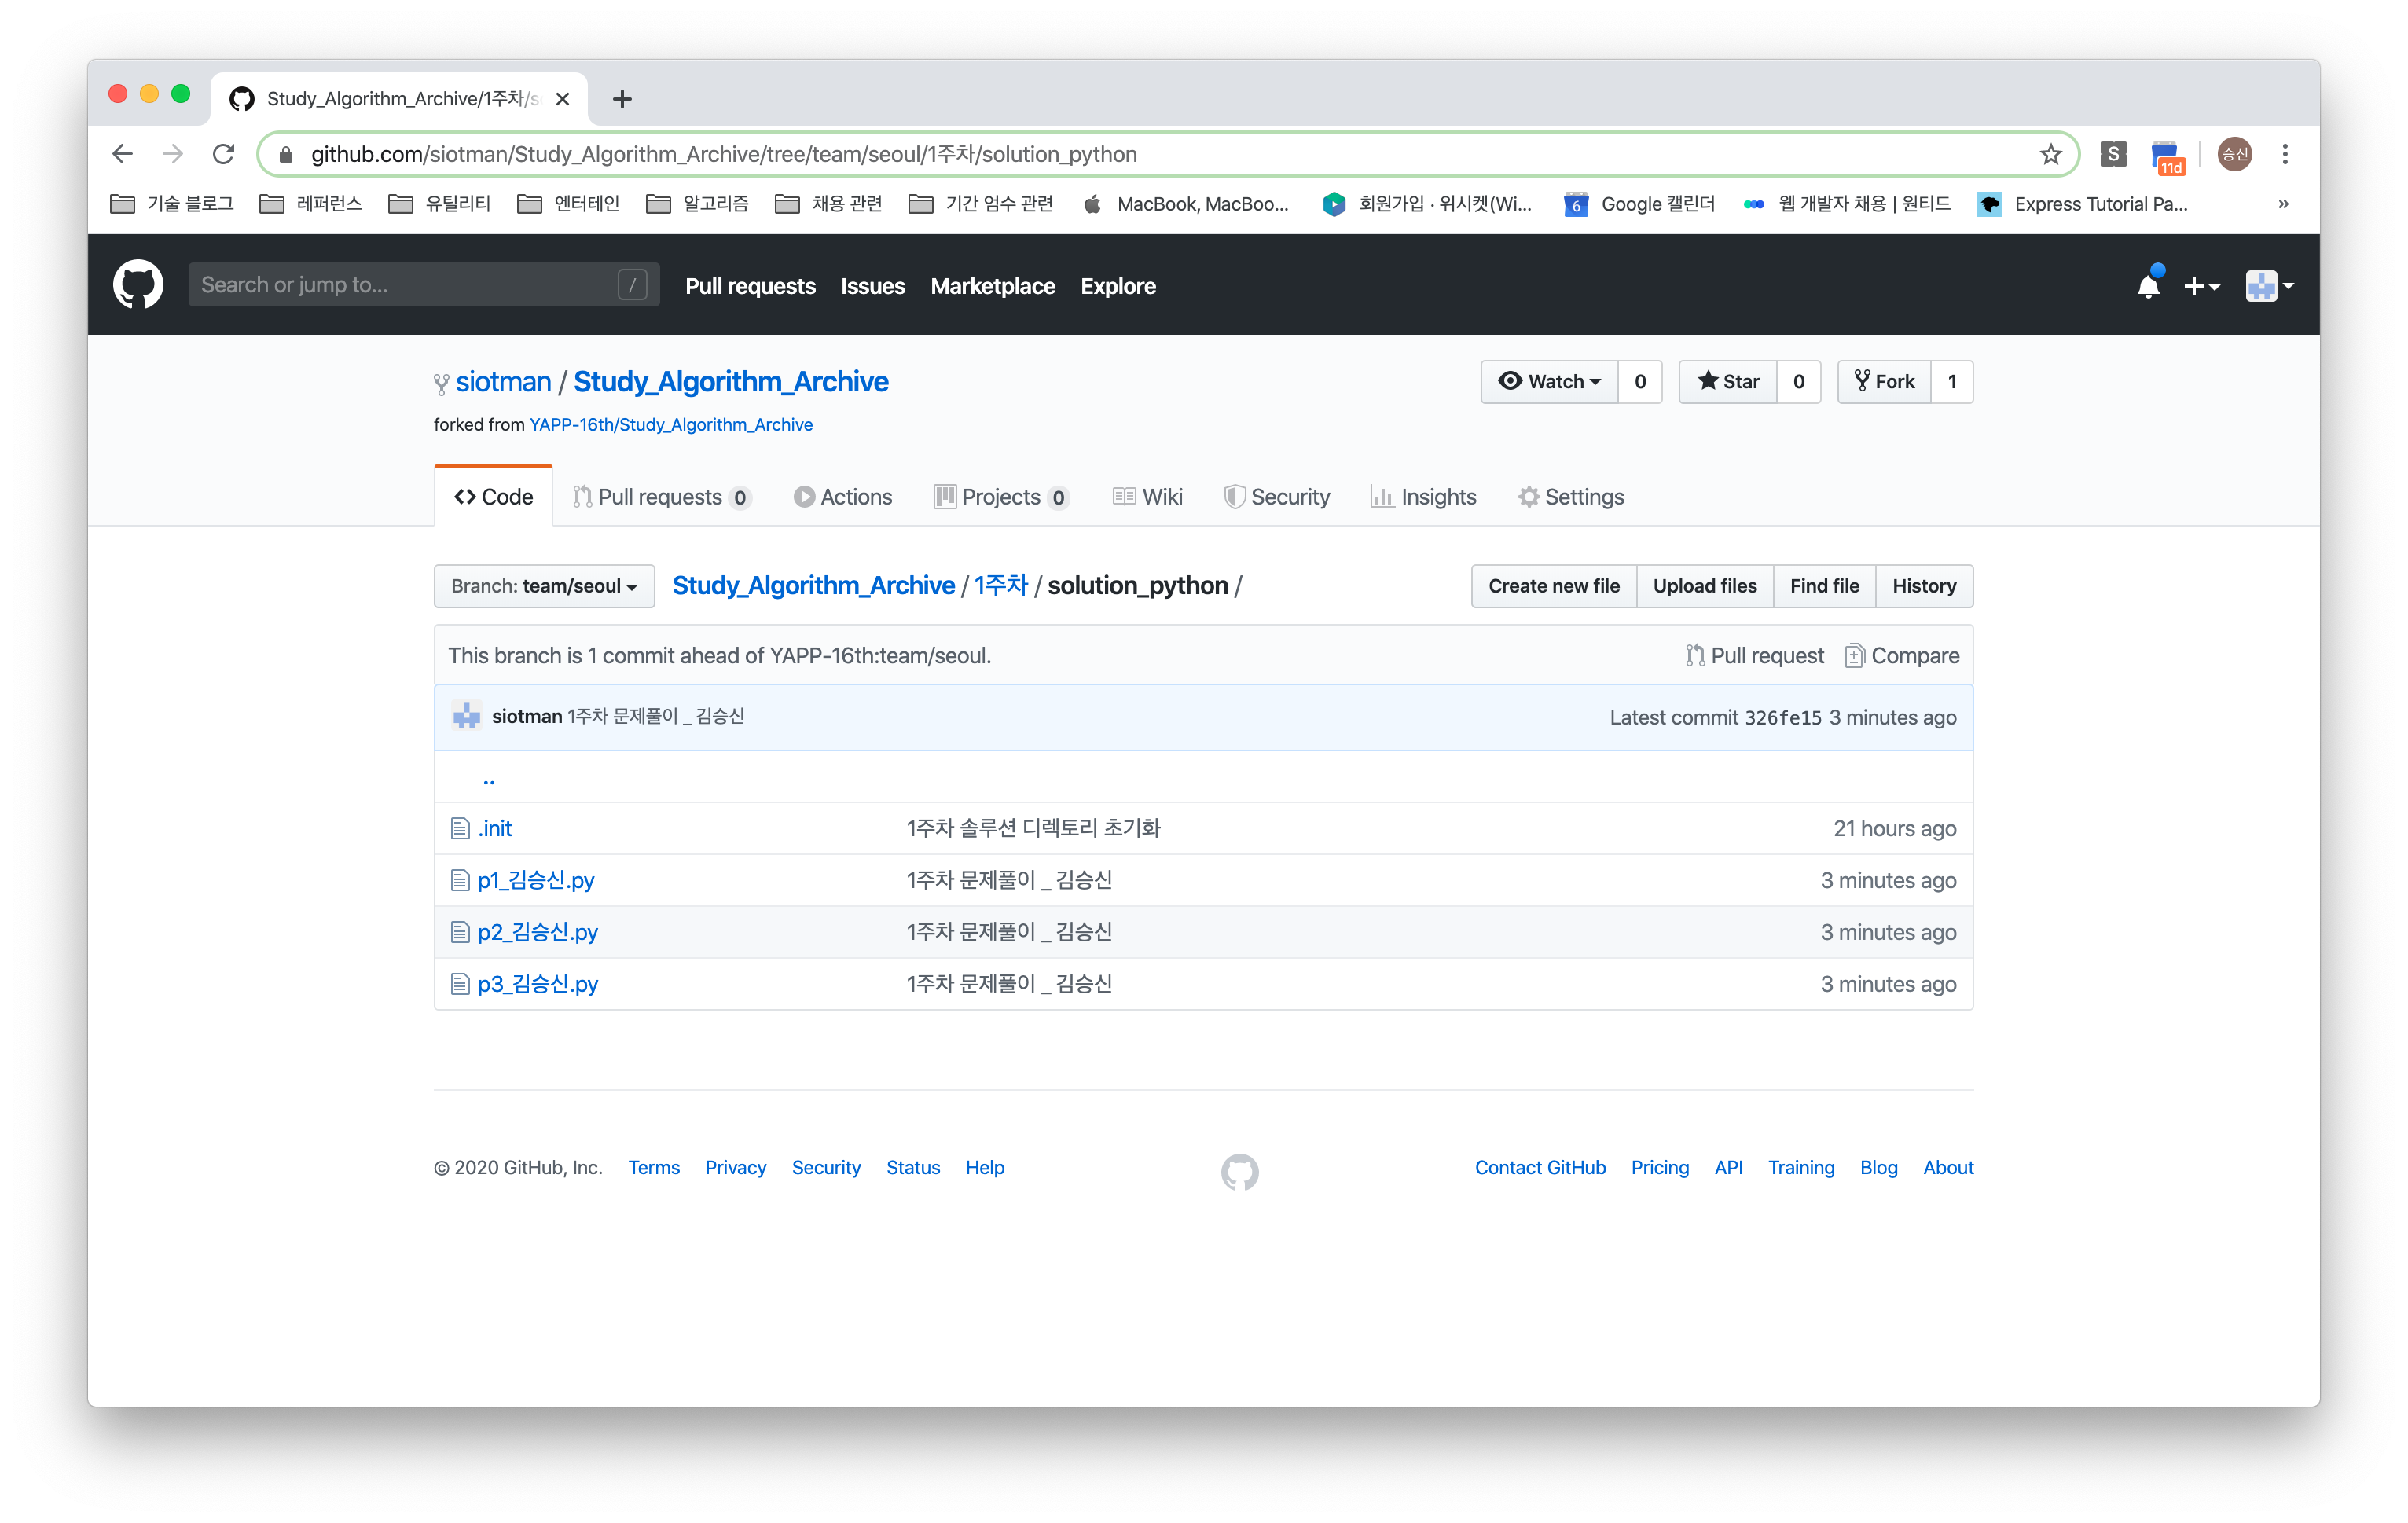 Study_Algorithm_Archive/1주차/s
github.com/siotman/Study_Algorithm_Archive/tree/team/seoul/1주차/solution_python
S 11d 승신
기술 블로그 레퍼런스 유틸리티 엔터테인 알고리즘 채용 관련 기간 엄수 관련 MacBook, MacBoo... 회원가입 · 위시켓(Wi... 6 Google 캘린더 웹 개발자 채용 | 원티드 Express Tutorial Pa... »
Search or jump to... / Pull requests Issues Marketplace Explore
siotman / Study_Algorithm_Archive Watch 0 Star 0 Fork 1
forked from YAPP-16th/Study_Algorithm_Archive
Code Pull requests 0 Actions Projects 0 Wiki Security Insights Settings
Branch: team/seoul Study_Algorithm_Archive / 1주차 / solution_python / Create new file Upload files Find file History
This branch is 1 commit ahead of YAPP-16th:team/seoul. Pull request Compare
siotman 1주차 문제풀이 _ 김승신 Latest commit 326fe15 3 minutes ago
..
.init 1주차 솔루션 디렉토리 초기화 21 hours ago
p1_김승신.py 1주차 문제풀이 _ 김승신 3 minutes ago
p2_김승신.py 1주차 문제풀이 _ 김승신 3 minutes ago
p3_김승신.py 1주차 문제풀이 _ 김승신 3 minutes ago
© 2020 GitHub, Inc. Terms Privacy Security Status Help Contact GitHub Pricing API Training Blog About